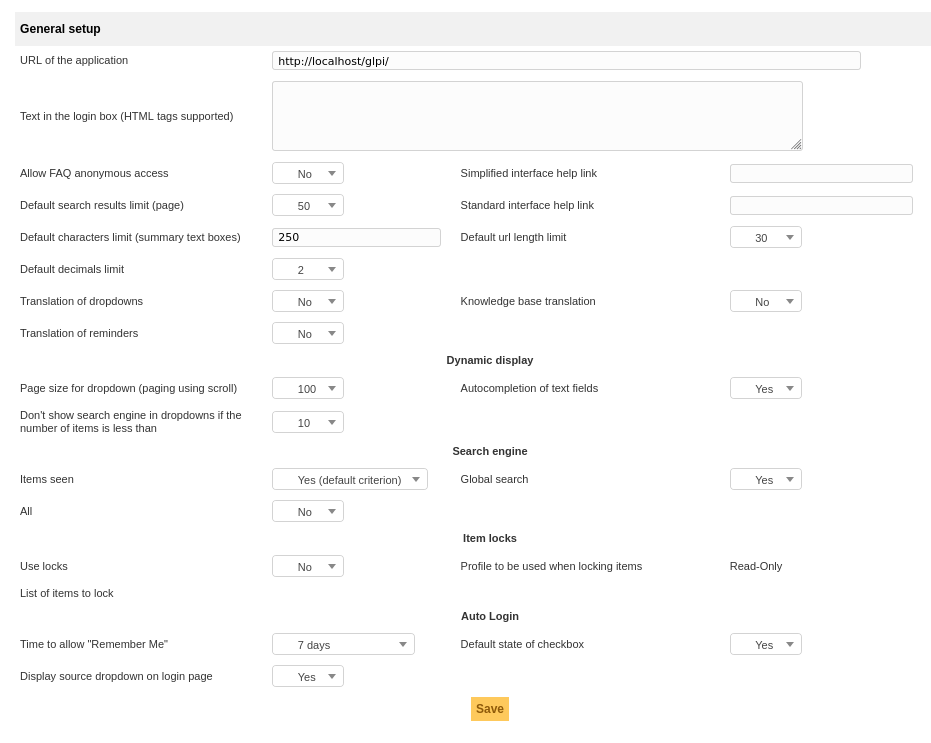 General setup
URL of the application http://localhost/glpi/
Text in the login box (HTML tags supported)
Allow FAQ anonymous access No Simplified interface help link
Default search results limit (page) 50 Standard interface help link
Default characters limit (summary text boxes) 250 Default url length limit 30
Default decimals limit 2
Translation of dropdowns No Knowledge base translation No
Translation of reminders No
Dynamic display
Page size for dropdown (paging using scroll) 100 Autocompletion of text fields Yes
Don't show search engine in dropdowns if the
number of items is less than 10
Search engine
Items seen Yes (default criterion) Global search Yes
All No
Item locks
Use locks No Profile to be used when locking items Read-Only
List of items to lock
Auto Login
Time to allow "Remember Me" 7 days Default state of checkbox Yes
Display source dropdown on login page Yes
Save